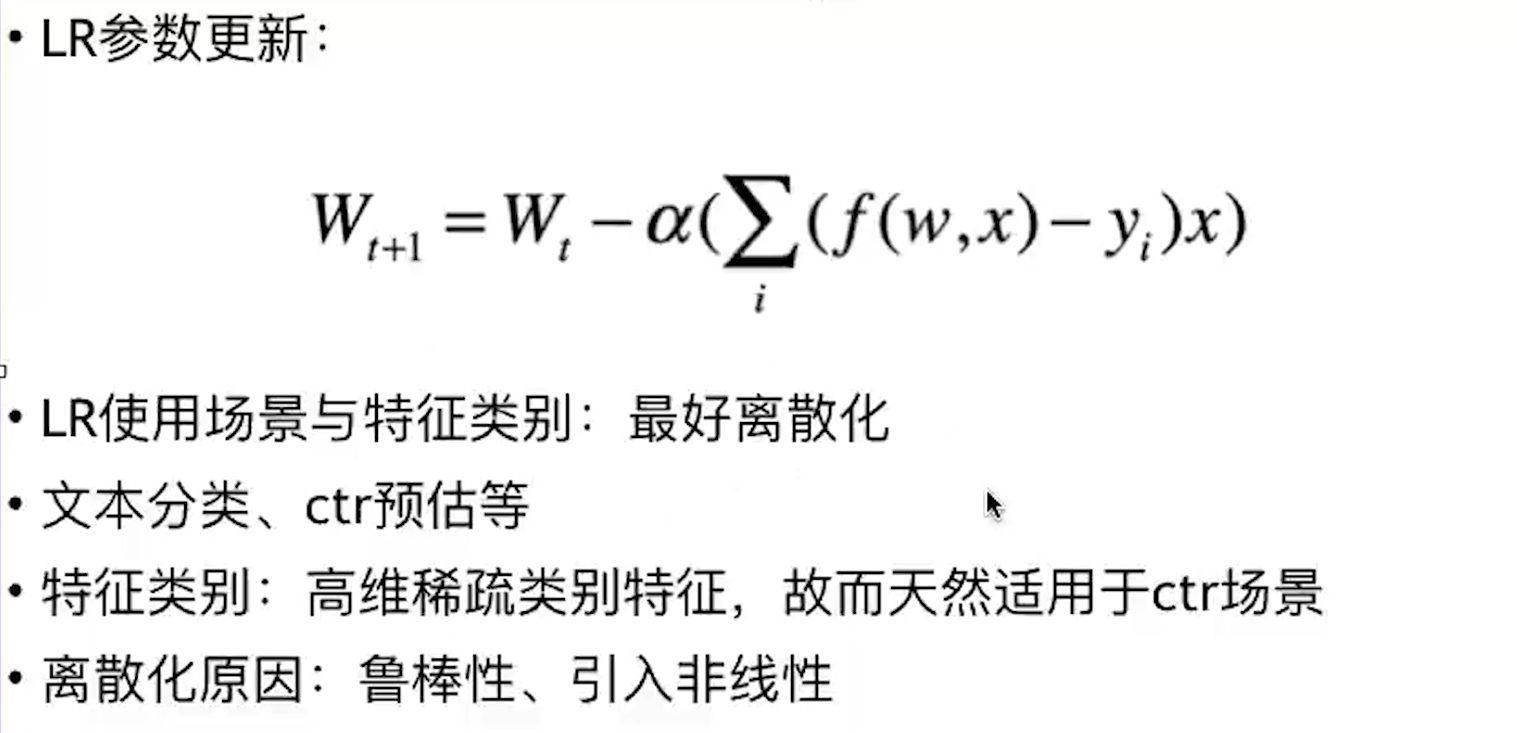 • LR参数更新：
W_{t+1} = W_t − α(∑_i (f(w,x) − y_i)x)
• LR使用场景与特征类别：最好离散化
• 文本分类、ctr预估等
• 特征类别：高维稀疏类别特征，故而天然适用于ctr场景
• 离散化原因：鲁棒性、引入非线性